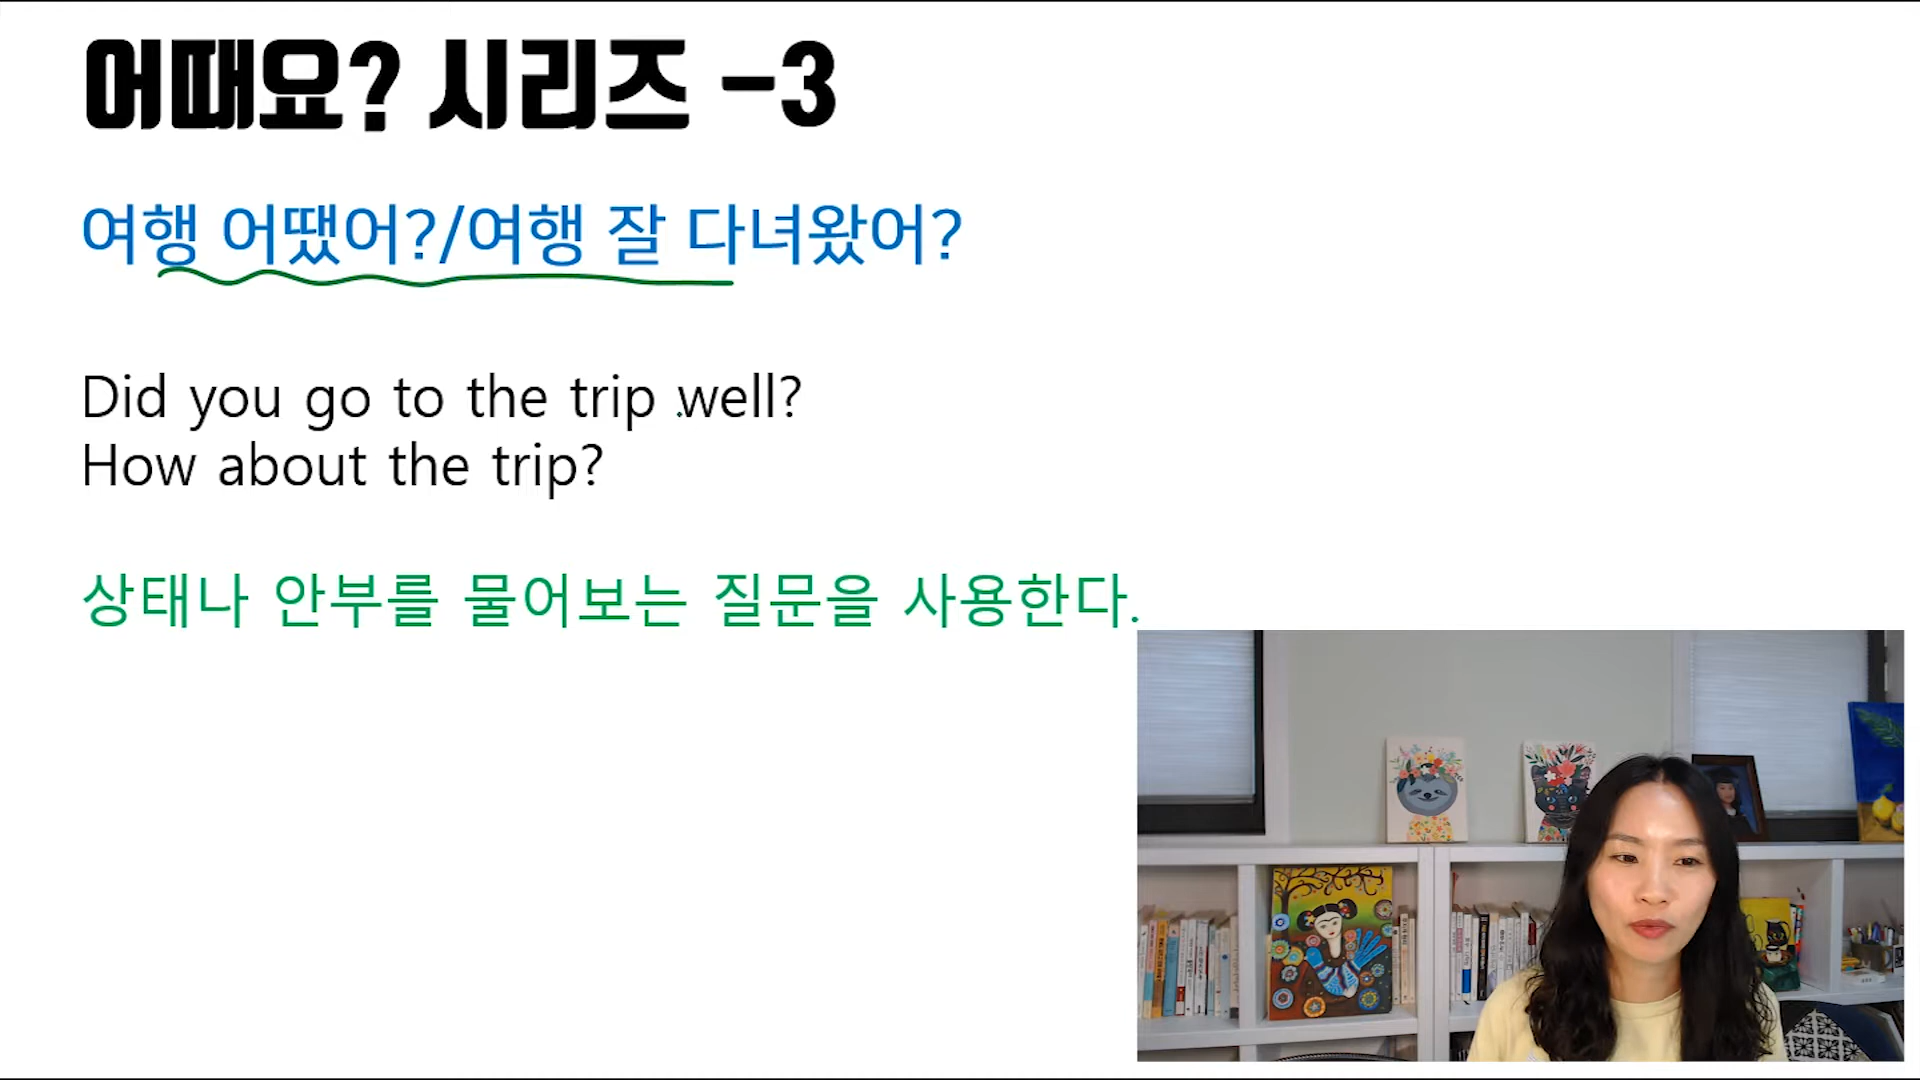 어때요? 시리즈 -3
여행 어땠어?/여행 잘 다녀왔어?
Did you go to the trip well?
How about the trip?
상태나 안부를 물어보는 질문을 사용한다.